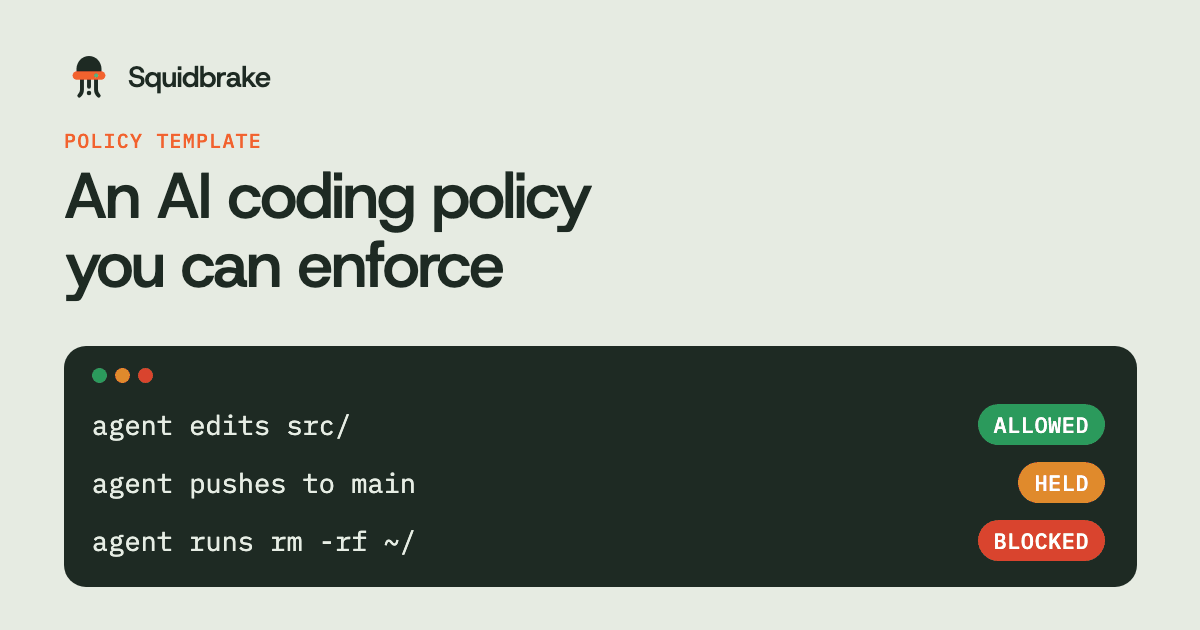 Squidbrake
POLICY TEMPLATE
An AI coding policy
you can enforce
agent edits src/ ALLOWED
agent pushes to main HELD
agent runs rm -rf ~/ BLOCKED